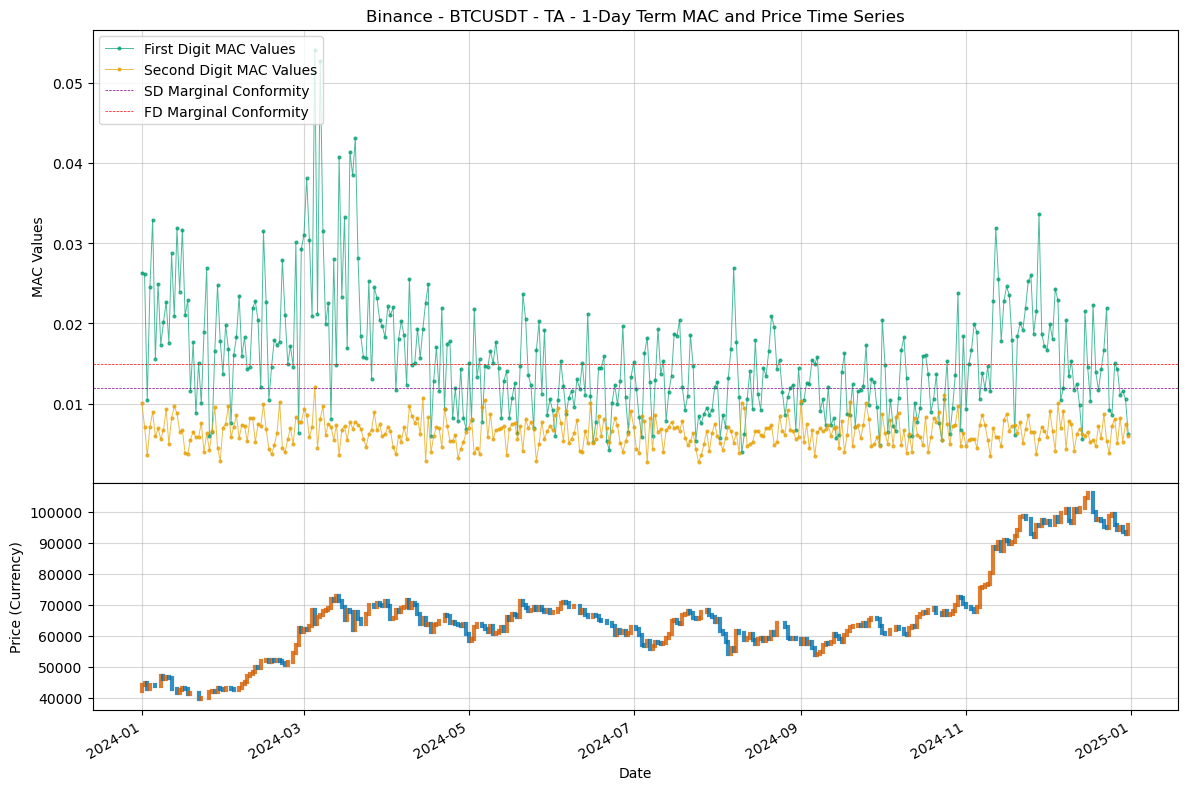 Binance - BTCUSDT - TA - 1-Day Term MAC and Price Time Series
First Digit MAC Values
Second Digit MAC Values
SD Marginal Conformity
FD Marginal Conformity
MAC Values
0.05
0.04
0.03
0.02
0.01
Price (Currency)
100000
90000
80000
70000
60000
50000
40000
2024-01
2024-03
2024-05
2024-07
2024-09
2024-11
2025-01
Date